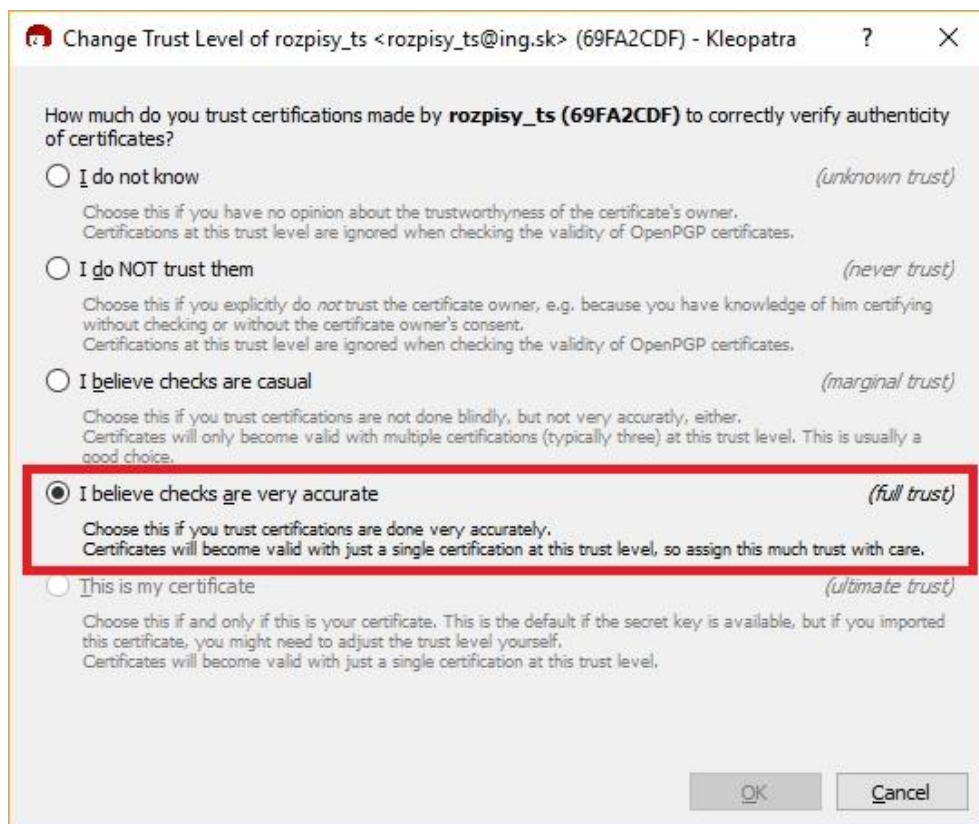 Change Trust Level of rozpisy_ts <rozpisy_ts@ing.sk> (69FA2CDF) - Kleopatra ? ×
How much do you trust certifications made by rozpisy_ts (69FA2CDF) to correctly verify authenticity
of certificates?
I do not know (unknown trust)
Choose this if you have no opinion about the trustworthyness of the certificate's owner.
Certifications at this trust level are ignored when checking the validity of OpenPGP certificates.
I do NOT trust them (never trust)
Choose this if you explicitly do not trust the certificate owner, e.g. because you have knowledge of him certifying
without checking or without the certificate owner's consent.
Certifications at this trust level are ignored when checking the validity of OpenPGP certificates.
I believe checks are casual (marginal trust)
Choose this if you trust certifications are not done blindly, but not very accuratly, either.
Certificates will only become valid with multiple certifications (typically three) at this trust level. This is usually a
good choice.
I believe checks are very accurate (full trust)
Choose this if you trust certifications are done very accurately.
Certificates will become valid with just a single certification at this trust level, so assign this much trust with care.
This is my certificate (ultimate trust)
Choose this if and only if this is your certificate. This is the default if the secret key is available, but if you imported
this certificate, you might need to adjust the trust level yourself.
Certificates will become valid with just a single certification at this trust level.
OK Cancel